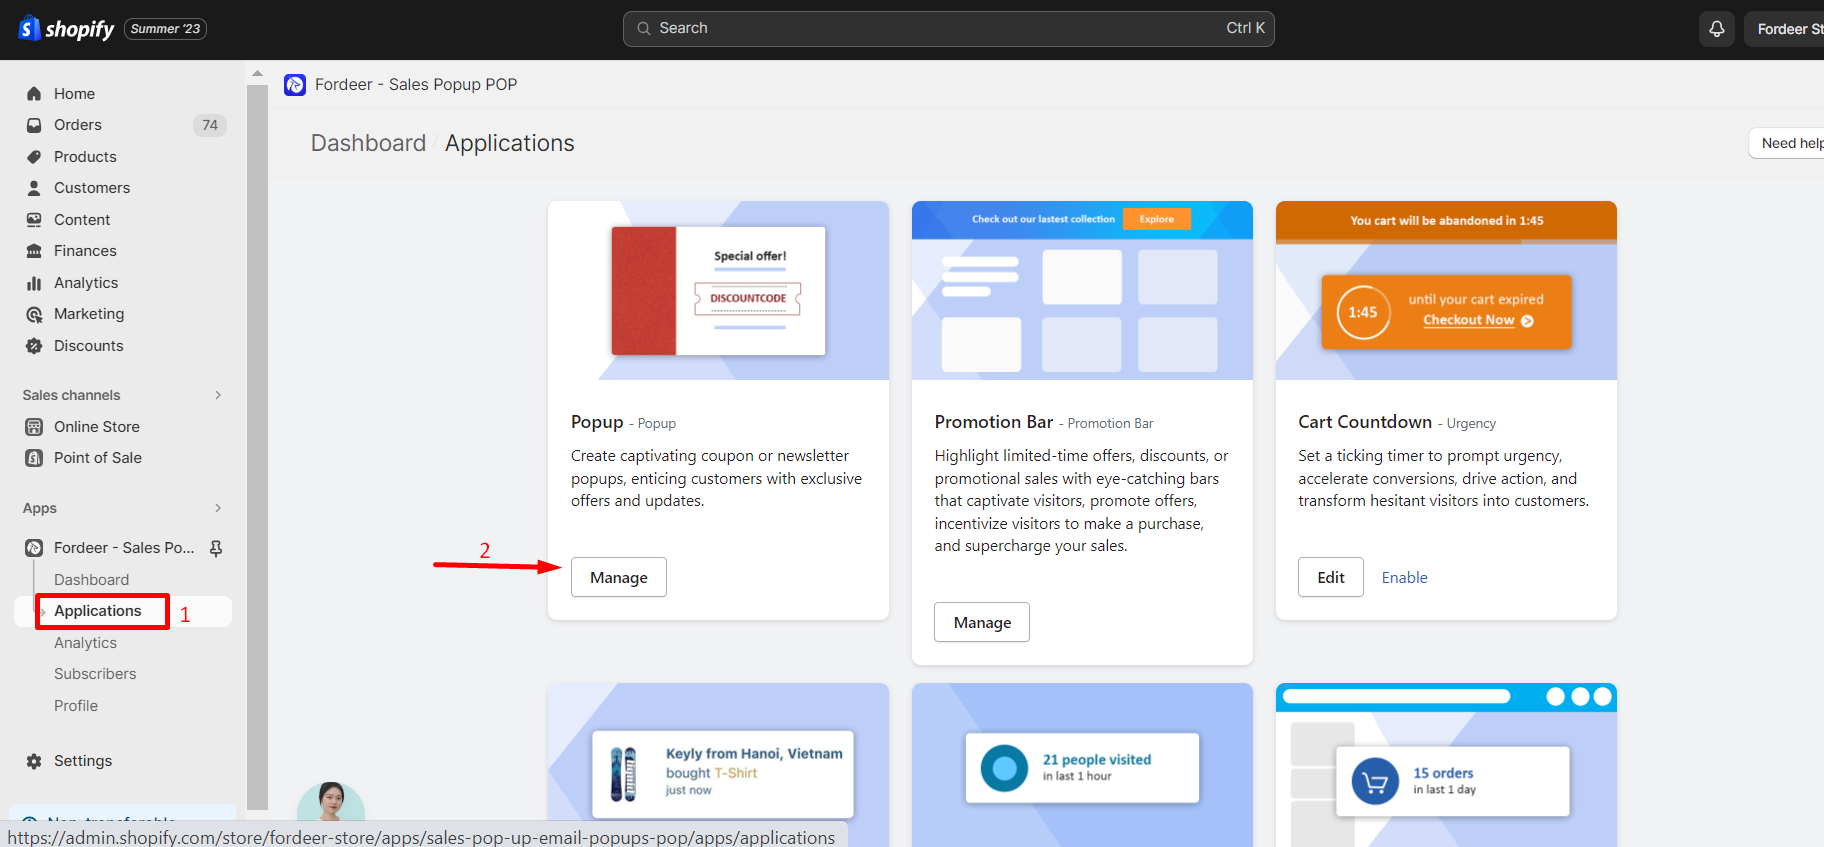 shopify Summer '23
Search Ctrl K
Fordeer St
Home
Orders 74
Products
Customers
Content
Finances
Analytics
Marketing
Discounts
Sales channels
Online Store
Point of Sale
Apps
Fordeer - Sales Po...
Dashboard
Applications 1
Analytics
Subscribers
Profile
Settings
Fordeer - Sales Popup POP
Dashboard / Applications
Need help
Special offer!
DISCOUNTCODE
Popup - Popup
Create captivating coupon or newsletter
popups, enticing customers with exclusive
offers and updates.
2
Manage
Check out our lastest collection Explore
Promotion Bar - Promotion Bar
Highlight limited-time offers, discounts, or
promotional sales with eye-catching bars
that captivate visitors, promote offers,
incentivize visitors to make a purchase,
and supercharge your sales.
Manage
You cart will be abandoned in 1:45
1:45
until your cart expired
Checkout Now
Cart Countdown - Urgency
Set a ticking timer to prompt urgency,
accelerate conversions, drive action, and
transform hesitant visitors into customers.
Edit Enable
Keyly from Hanoi, Vietnam
bought T-Shirt
just now
21 people visited
in last 1 hour
15 orders
in last 1 day
https://admin.shopify.com/store/fordeer-store/apps/sales-pop-up-email-popups-pop/apps/applications